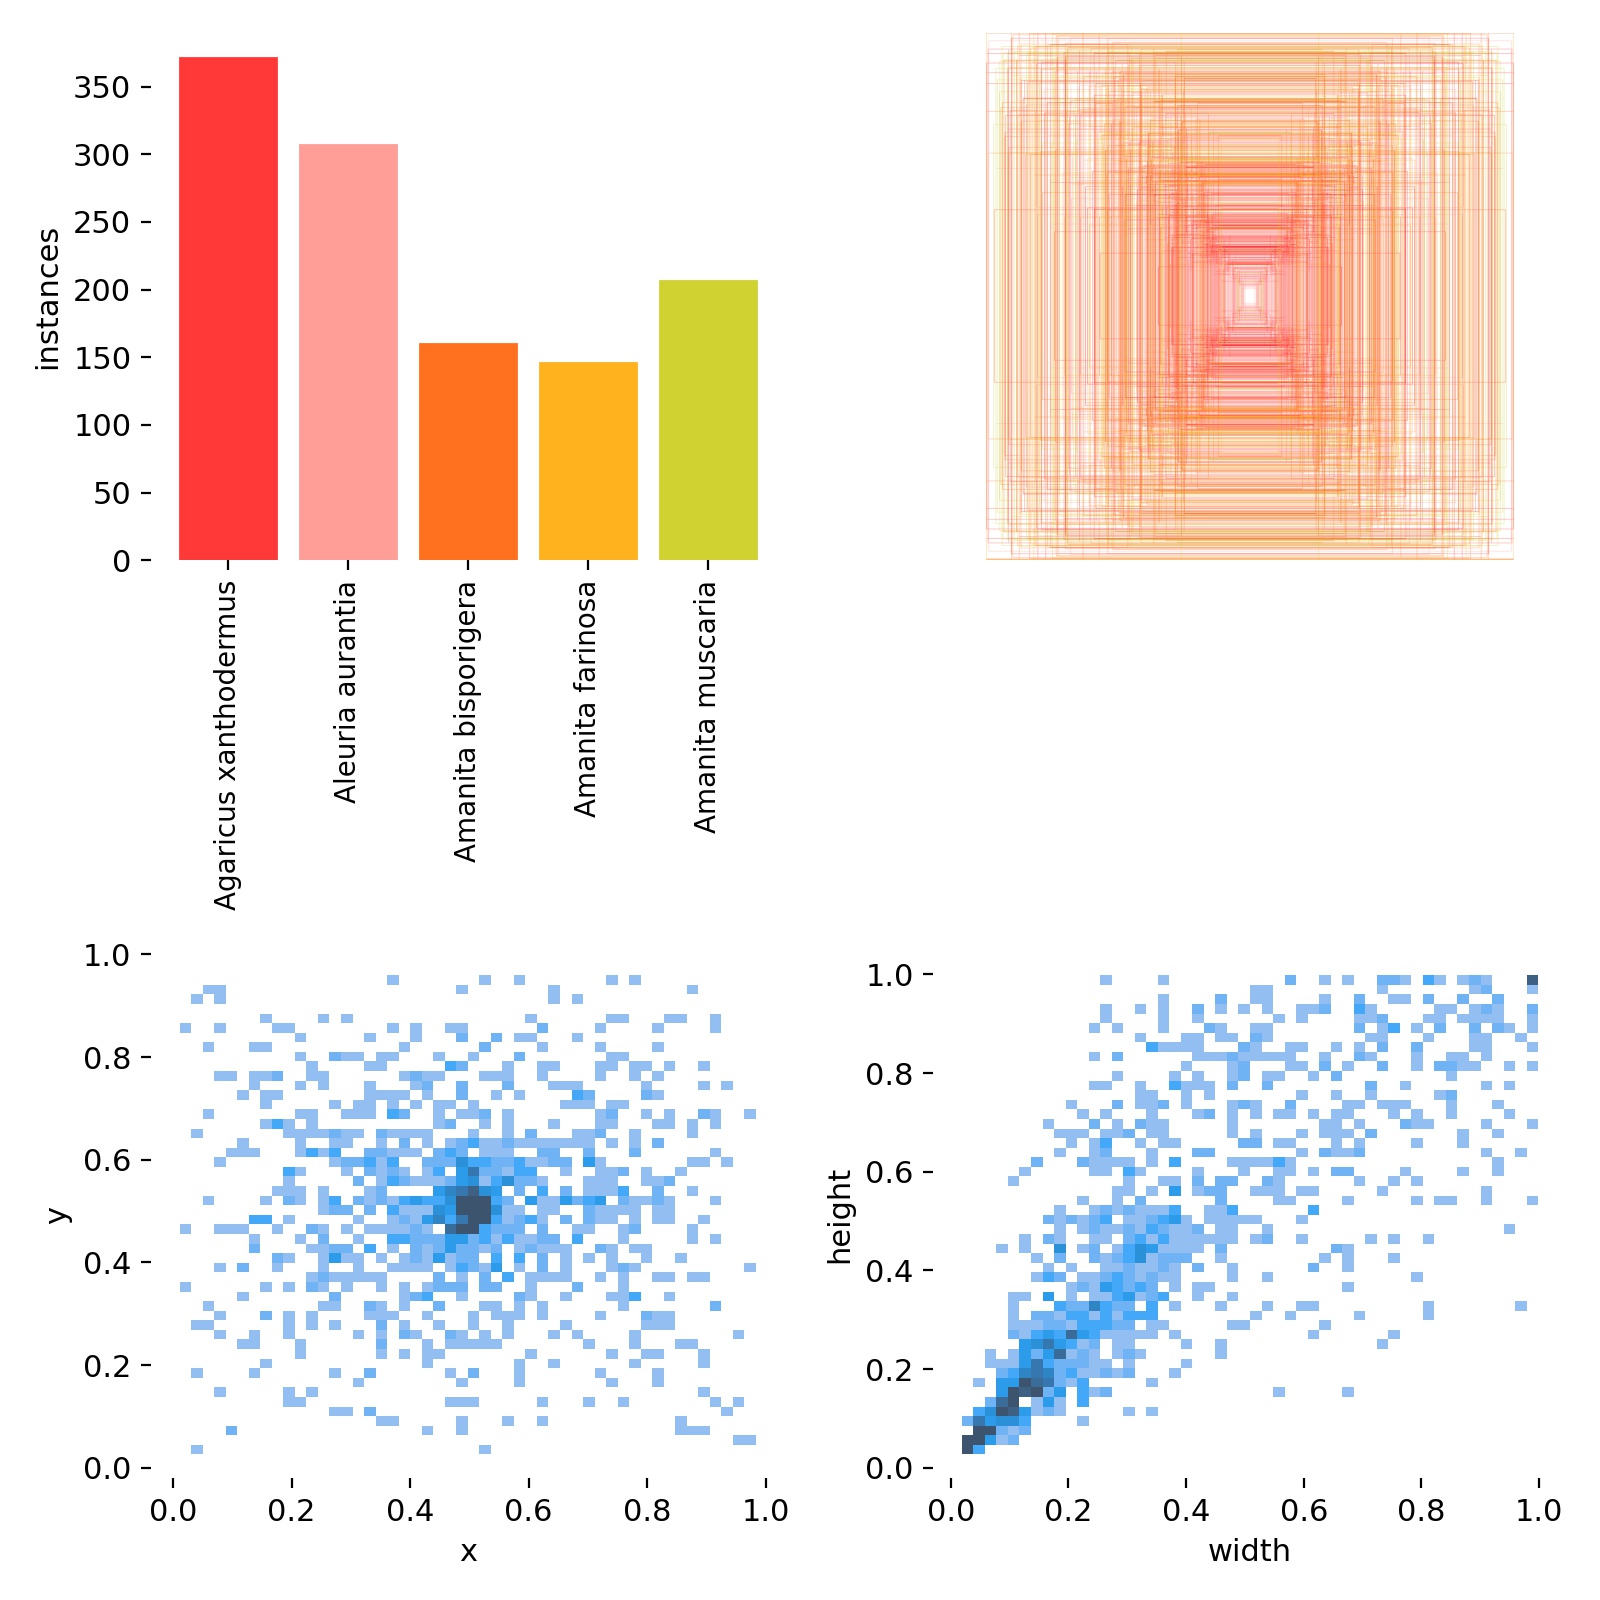 350
300
250
200
150
100
50
0
instances
Agaricus xanthodermus
Aleuria aurantia
Amanita bisporigera
Amanita farinosa
Amanita muscaria
1.0
0.8
0.6
0.4
0.2
0.0
y
0.0 0.2 0.4 0.6 0.8 1.0
x
1.0
0.8
0.6
0.4
0.2
0.0
height
0.0 0.2 0.4 0.6 0.8 1.0
width